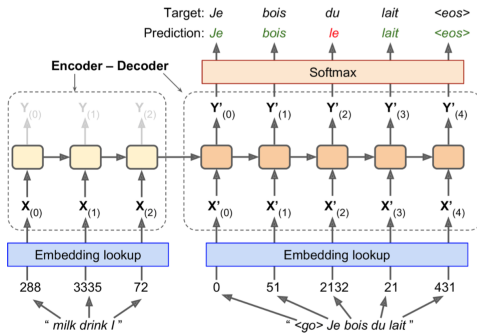 Target: Je bois du lait <eos>
Prediction: Je bois le lait <eos>
Softmax
Encoder – Decoder
Y(0) Y(1) Y(2) Y'(0) Y'(1) Y'(2) Y'(3) Y'(4)
X(0) X(1) X(2) X'(0) X'(1) X'(2) X'(3) X'(4)
Embedding lookup Embedding lookup
288 3335 72 0 51 2132 21 431
“ milk drink I ” “ <go> Je bois du lait ”